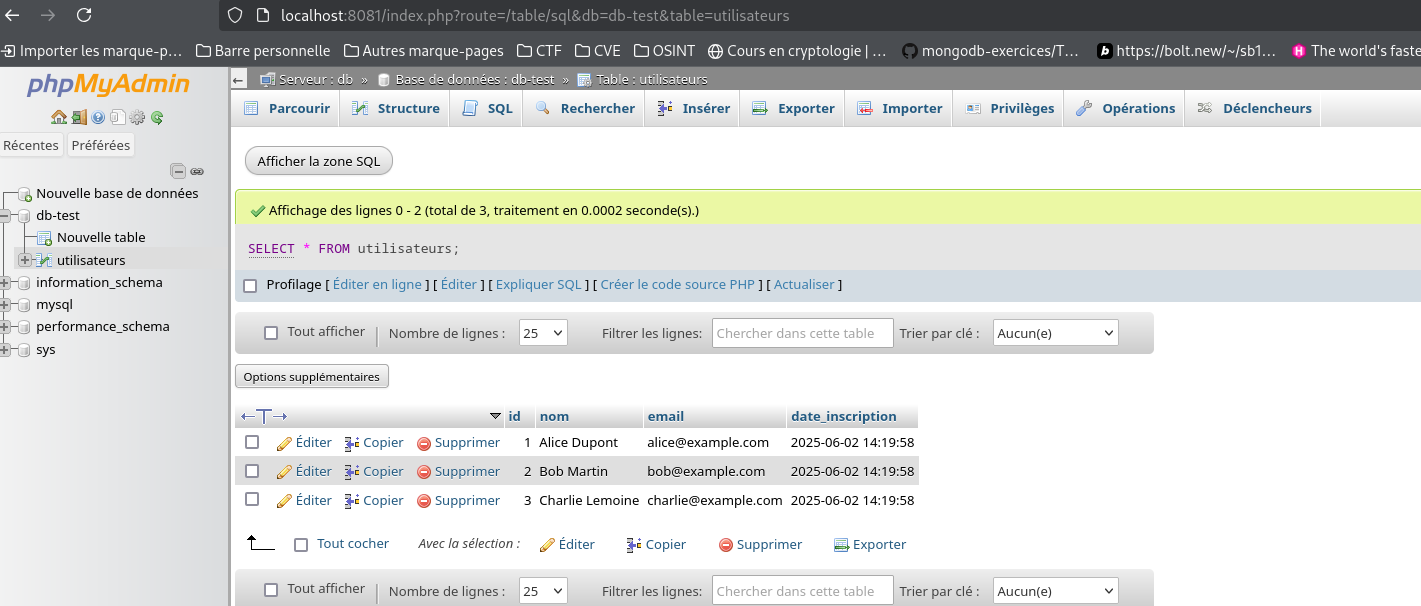 localhost:8081/index.php?route=/table/sql&db=db-test&table=utilisateurs
Importer les marque-p… Barre personnelle Autres marque-pages CTF CVE OSINT Cours en cryptologie | … mongodb-exercices/T… https://bolt.new/~/sb1… The world's faste
phpMyAdmin
Récentes Préférées
Nouvelle base de données
db-test
Nouvelle table
utilisateurs
information_schema
mysql
performance_schema
sys
Serveur : db » Base de données : db-test » Table : utilisateurs
Parcourir Structure SQL Rechercher Insérer Exporter Importer Privilèges Opérations Déclencheurs
Afficher la zone SQL
Affichage des lignes 0 - 2 (total de 3, traitement en 0.0002 seconde(s).)
SELECT * FROM utilisateurs;
Profilage [ Éditer en ligne ] [ Éditer ] [ Expliquer SQL ] [ Créer le code source PHP ] [ Actualiser ]
Tout afficher Nombre de lignes : 25 Filtrer les lignes: Chercher dans cette table Trier par clé : Aucun(e)
Options supplémentaires
id nom email date_inscription
Éditer Copier Supprimer 1 Alice Dupont alice@example.com 2025-06-02 14:19:58
Éditer Copier Supprimer 2 Bob Martin bob@example.com 2025-06-02 14:19:58
Éditer Copier Supprimer 3 Charlie Lemoine charlie@example.com 2025-06-02 14:19:58
Tout cocher Avec la sélection : Éditer Copier Supprimer Exporter
Tout afficher Nombre de lignes : 25 Filtrer les lignes: Chercher dans cette table Trier par clé : Aucun(e)